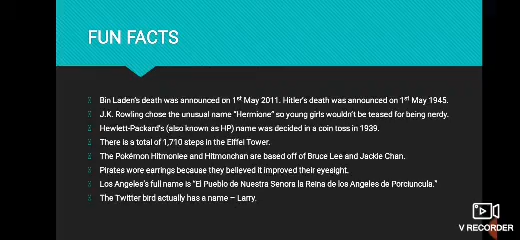 FUN FACTS
Bin Laden's death was announced on 1st May 2011. Hitler's death was announced on 1st May 1945.
J.K. Rowling chose the unusual name "Hermione" so young girls wouldn't be teased for being nerdy.
Hewlett-Packard's (also known as HP) name was decided in a coin toss in 1939.
There is a total of 1,710 steps in the Eiffel Tower.
The Pokémon Hitmonlee and Hitmonchan are based off of Bruce Lee and Jackie Chan.
Pirates wore earrings because they believed it improved their eyesight.
Los Angeles's full name is "El Pueblo de Nuestra Senora la Reina de los Angeles de Porciuncula."
The Twitter bird actually has a name – Larry.
V RECORDER